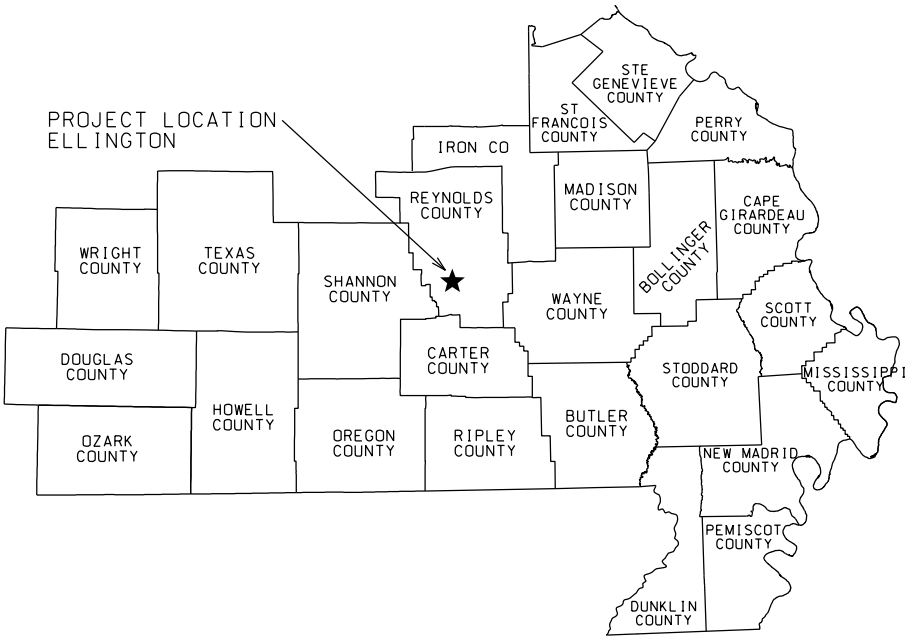 STE
GENEVIEVE
COUNTY
ST
FRANCOIS
COUNTY
PERRY
COUNTY
PROJECT LOCATION
ELLINGTON
IRON CO
REYNOLDS
COUNTY
MADISON
COUNTY
CAPE
GIRARDEAU
COUNTY
BOLLINGER
COUNTY
WRIGHT
COUNTY
TEXAS
COUNTY
SHANNON
COUNTY
WAYNE
COUNTY
SCOTT
COUNTY
DOUGLAS
COUNTY
CARTER
COUNTY
STODDARD
COUNTY
MISSISSIPPI
COUNTY
HOWELL
COUNTY
OZARK
COUNTY
OREGON
COUNTY
RIPLEY
COUNTY
BUTLER
COUNTY
NEW MADRID
COUNTY
PEMISCOT
COUNTY
DUNKLIN
COUNTY